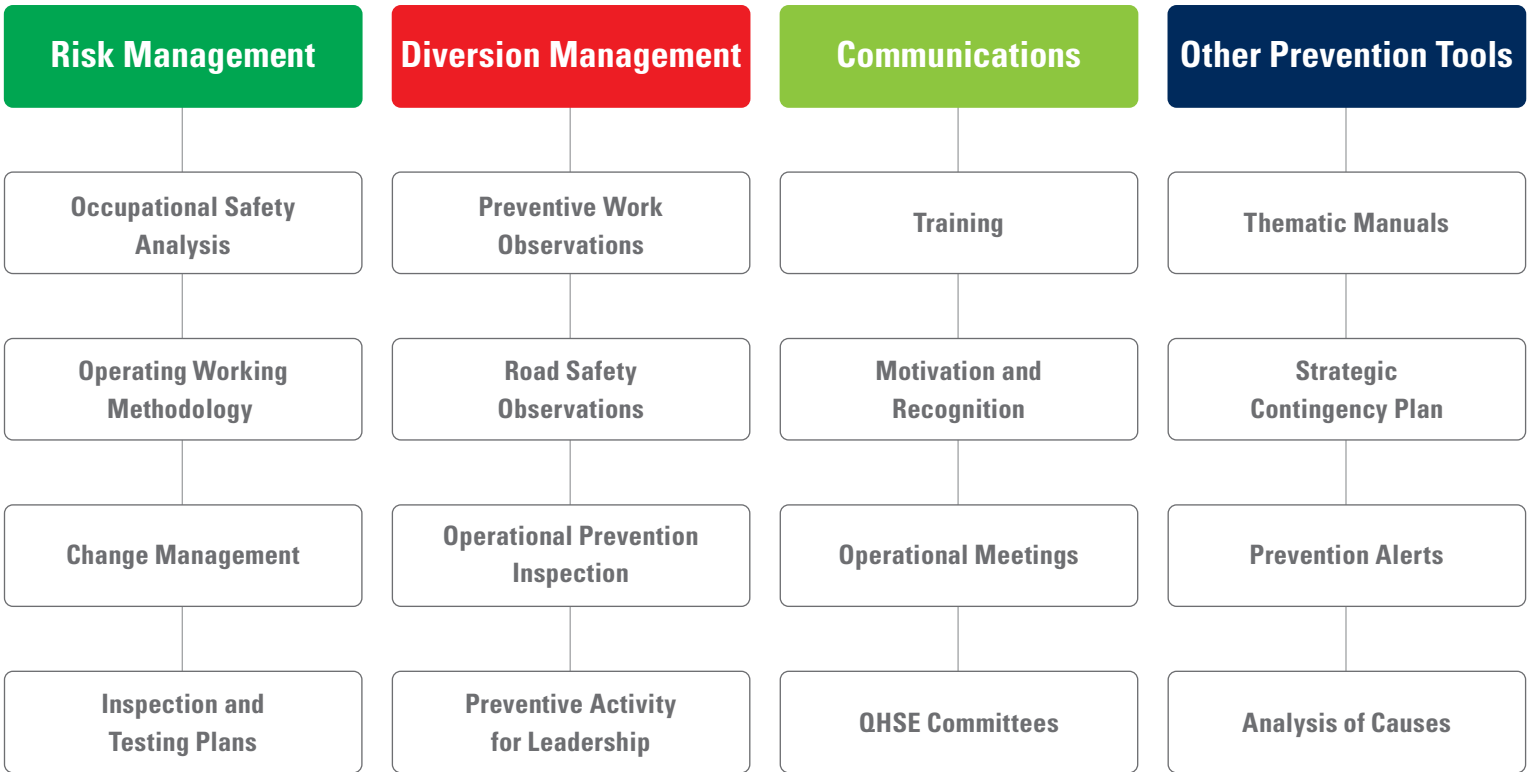 Risk Management
Diversion Management
Communications
Other Prevention Tools
Occupational Safety
Analysis
Preventive Work
Observations
Training
Thematic Manuals
Operating Working
Methodology
Road Safety
Observations
Motivation and
Recognition
Strategic
Contingency Plan
Change Management
Operational Prevention
Inspection
Operational Meetings
Prevention Alerts
Inspection and
Testing Plans
Preventive Activity
for Leadership
QHSE Committees
Analysis of Causes